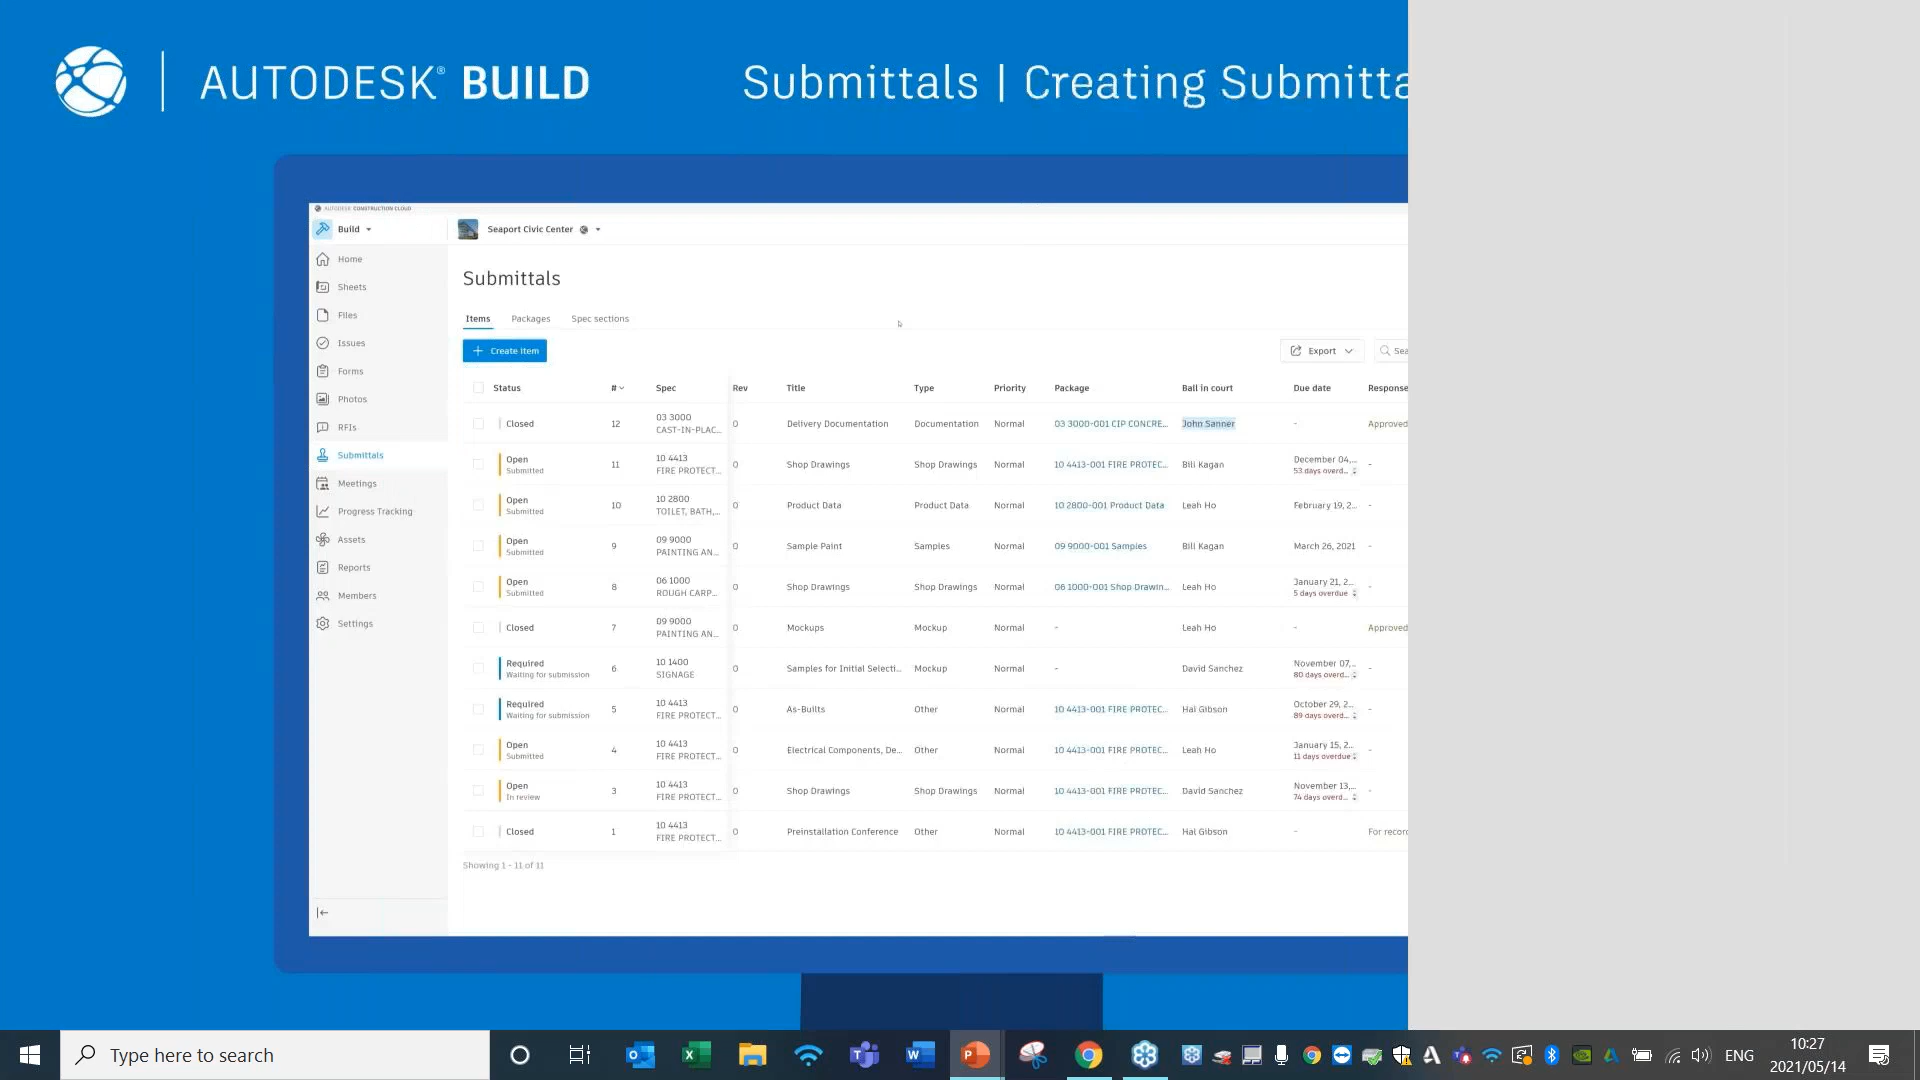 AUTODESK® BUILD
Submittals | Creating Submitta
AUTODESK CONSTRUCTION CLOUD
Build
Seaport Civic Center
Home
Sheets
Files
Issues
Forms
Photos
RFIs
Submittals
Meetings
Progress Tracking
Assets
Reports
Members
Settings
Submittals
Items Packages Spec sections
+ Create item
Export
Sea
Status # Spec Rev Title Type Priority Package Ball in court Due date Response
Closed 12 03 3000 CAST-IN-PLAC... 0 Delivery Documentation Documentation Normal 03 3000-001 CIP CONCRE... John Sanner - Approved
Open Submitted 11 10 4413 FIRE PROTECT... 0 Shop Drawings Shop Drawings Normal 10 4413-001 FIRE PROTEC... Bill Kagan December 04,... 53 days overd... -
Open Submitted 10 10 2800 TOILET, BATH,... 0 Product Data Product Data Normal 10 2800-001 Product Data Leah Ho February 19, 2... -
Open Submitted 9 09 9000 PAINTING AN... 0 Sample Paint Samples Normal 09 9000-001 Samples Bill Kagan March 26, 2021 -
Open Submitted 8 06 1000 ROUGH CARP... 0 Shop Drawings Shop Drawings Normal 06 1000-001 Shop Drawin... Leah Ho January 21, 2... 5 days overdue -
Closed 7 09 9000 PAINTING AN... 0 Mockups Mockup Normal - Leah Ho - Approved
Required Waiting for submission 6 10 1400 SIGNAGE 0 Samples for Initial Selecti... Mockup Normal - David Sanchez November 07,... 80 days overd... -
Required Waiting for submission 5 10 4413 FIRE PROTECT... 0 As-Builts Other Normal 10 4413-001 FIRE PROTEC... Hal Gibson October 29, 2... 89 days overd... -
Open Submitted 4 10 4413 FIRE PROTECT... 0 Electrical Components, De... Other Normal 10 4413-001 FIRE PROTEC... Leah Ho January 15, 2... 11 days overdue -
Open In review 3 10 4413 FIRE PROTECT... 0 Shop Drawings Shop Drawings Normal 10 4413-001 FIRE PROTEC... David Sanchez November 13,... 74 days overd... -
Closed 1 10 4413 FIRE PROTECT... 0 Preinstallation Conference Other Normal 10 4413-001 FIRE PROTEC... Hal Gibson - For recor
Showing 1 - 11 of 11
Type here to search
ENG
10:27
2021/05/14